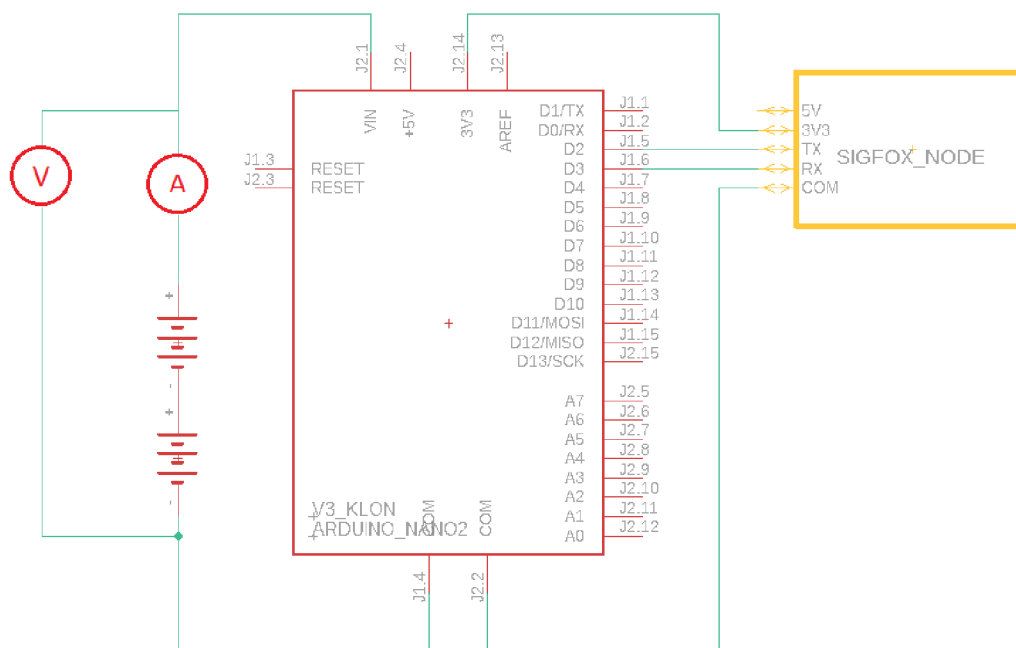 J2.1
J2.4
J2.14
J2.13
VIN
+5V
3V3
AREF
D1/TX J1.1
D0/RX J1.2
D2 J1.5
D3 J1.6
D4 J1.7
D5 J1.8
D6 J1.9
D7 J1.10
D8 J1.11
D9 J1.12
D10 J1.13
D11/MOSI J1.14
D12/MISO J1.15
D13/SCK J2.15
A7 J2.5
A6 J2.6
A5 J2.7
A4 J2.8
A3 J2.9
A2 J2.10
A1 J2.11
A0 J2.12
J1.3 RESET
J2.3 RESET
V
A
+
-
+
-
V3_KLON
ARDUINO_NANO2
COM
COM
J1.4
J2.2
5V
3V3
TX
RX
COM
SIGFOX_NODE